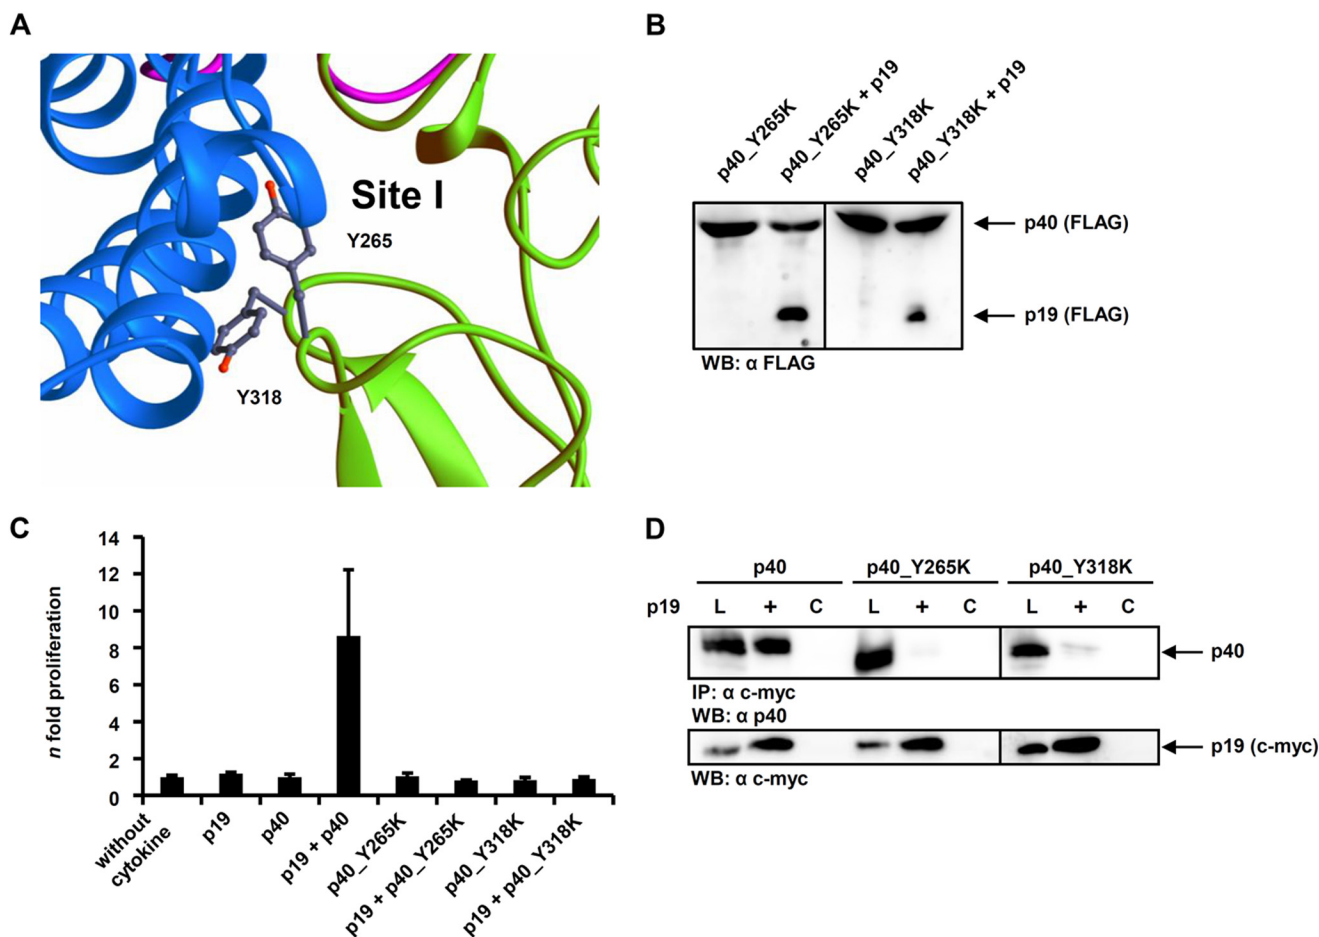 A
Site I
Y265
Y318
B
p40_Y265K
p40_Y265K + p19
p40_Y318K
p40_Y318K + p19
p40 (FLAG)
p19 (FLAG)
WB: α FLAG
C
n fold proliferation
14
12
10
8
6
4
2
0
without
cytokine
p19
p40
p19 + p40
p40_Y265K
p19 + p40_Y265K
p40_Y318K
p19 + p40_Y318K
D
p40 p40_Y265K p40_Y318K
p19 L + C L + C L + C
p40
IP: α c-myc
WB: α p40
p19 (c-myc)
WB: α c-myc